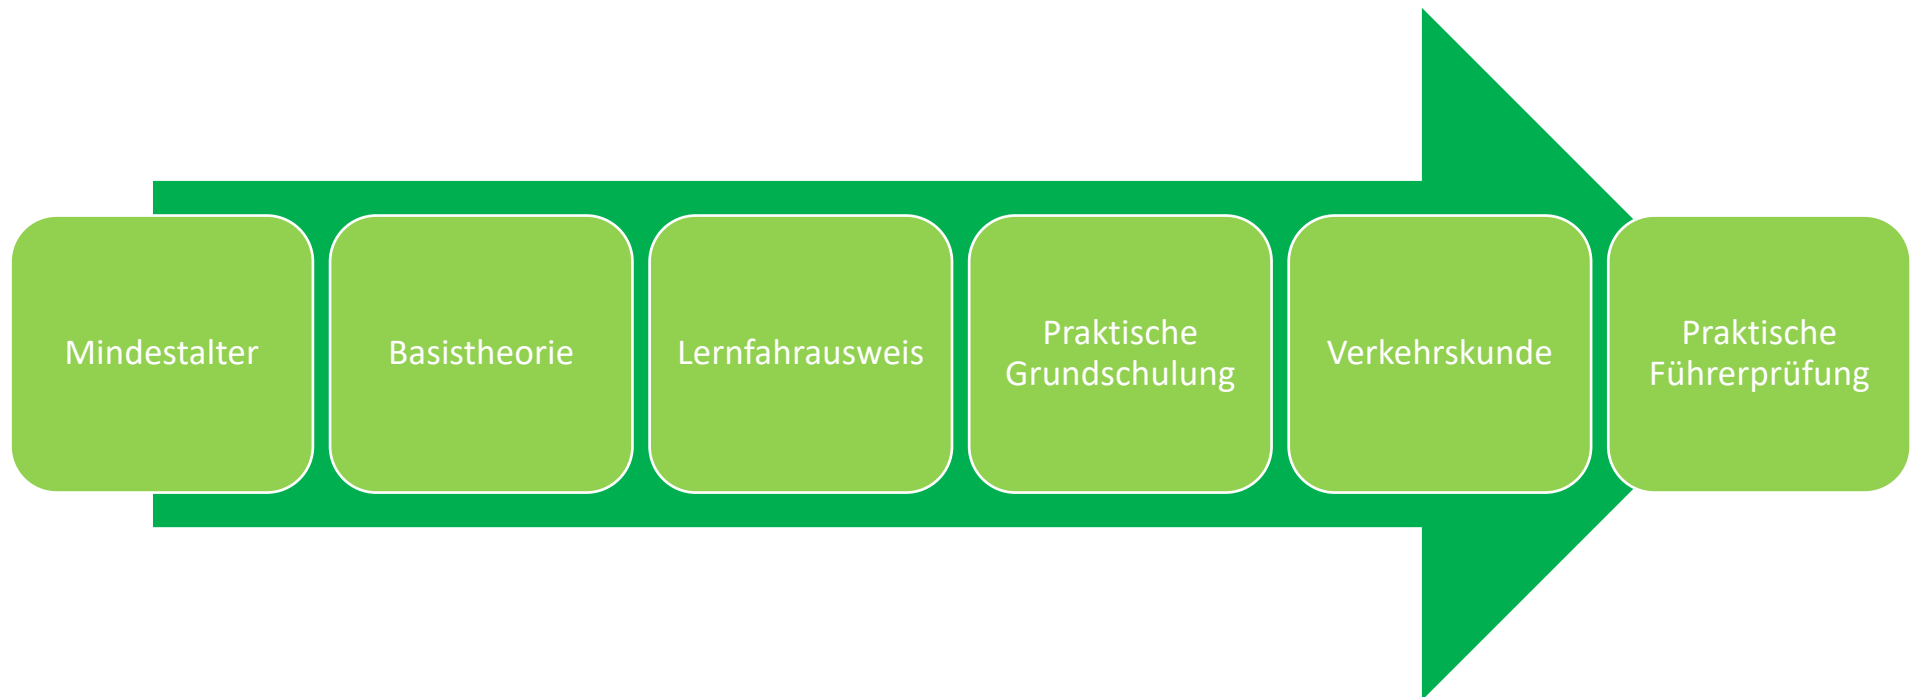 Mindestalter
Basistheorie
Lernfahrausweis
Praktische
Grundschulung
Verkehrskunde
Praktische
Führerprüfung